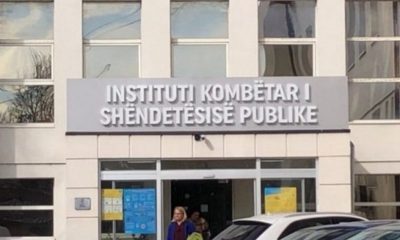 INSTITUTI KOMBËTAR I
SHËNDETËSISË PUBLIKE